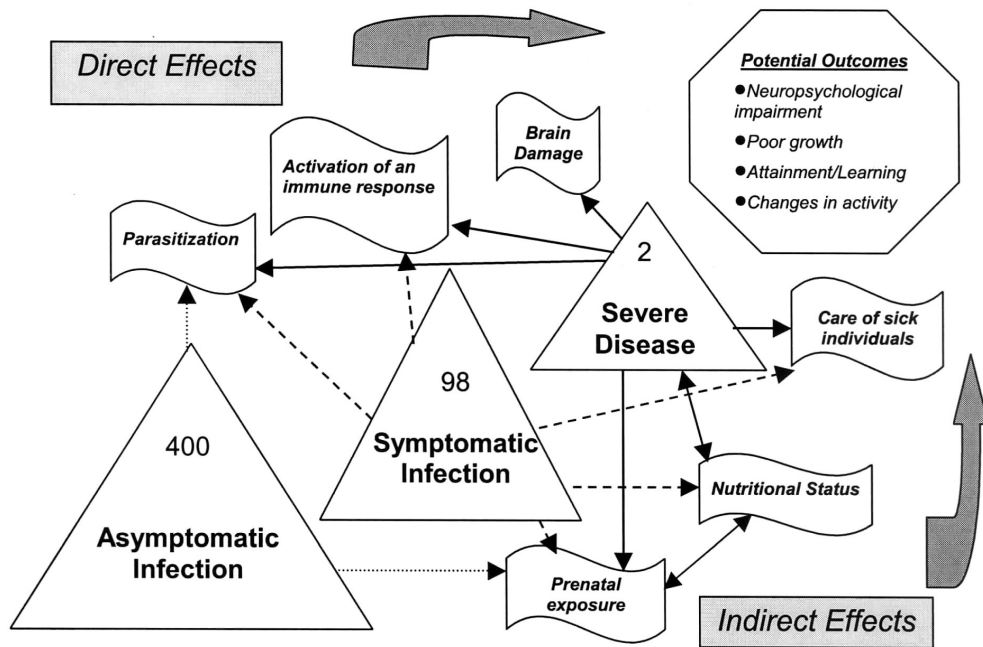 Direct Effects
Potential Outcomes
●Neuropsychological
impairment
●Poor growth
●Attainment/Learning
●Changes in activity
Brain
Damage
Activation of an
immune response
Parasitization
2
Severe
Disease
Care of sick
individuals
98
Symptomatic
Infection
400
Asymptomatic
Infection
Nutritional Status
Prenatal
exposure
Indirect Effects